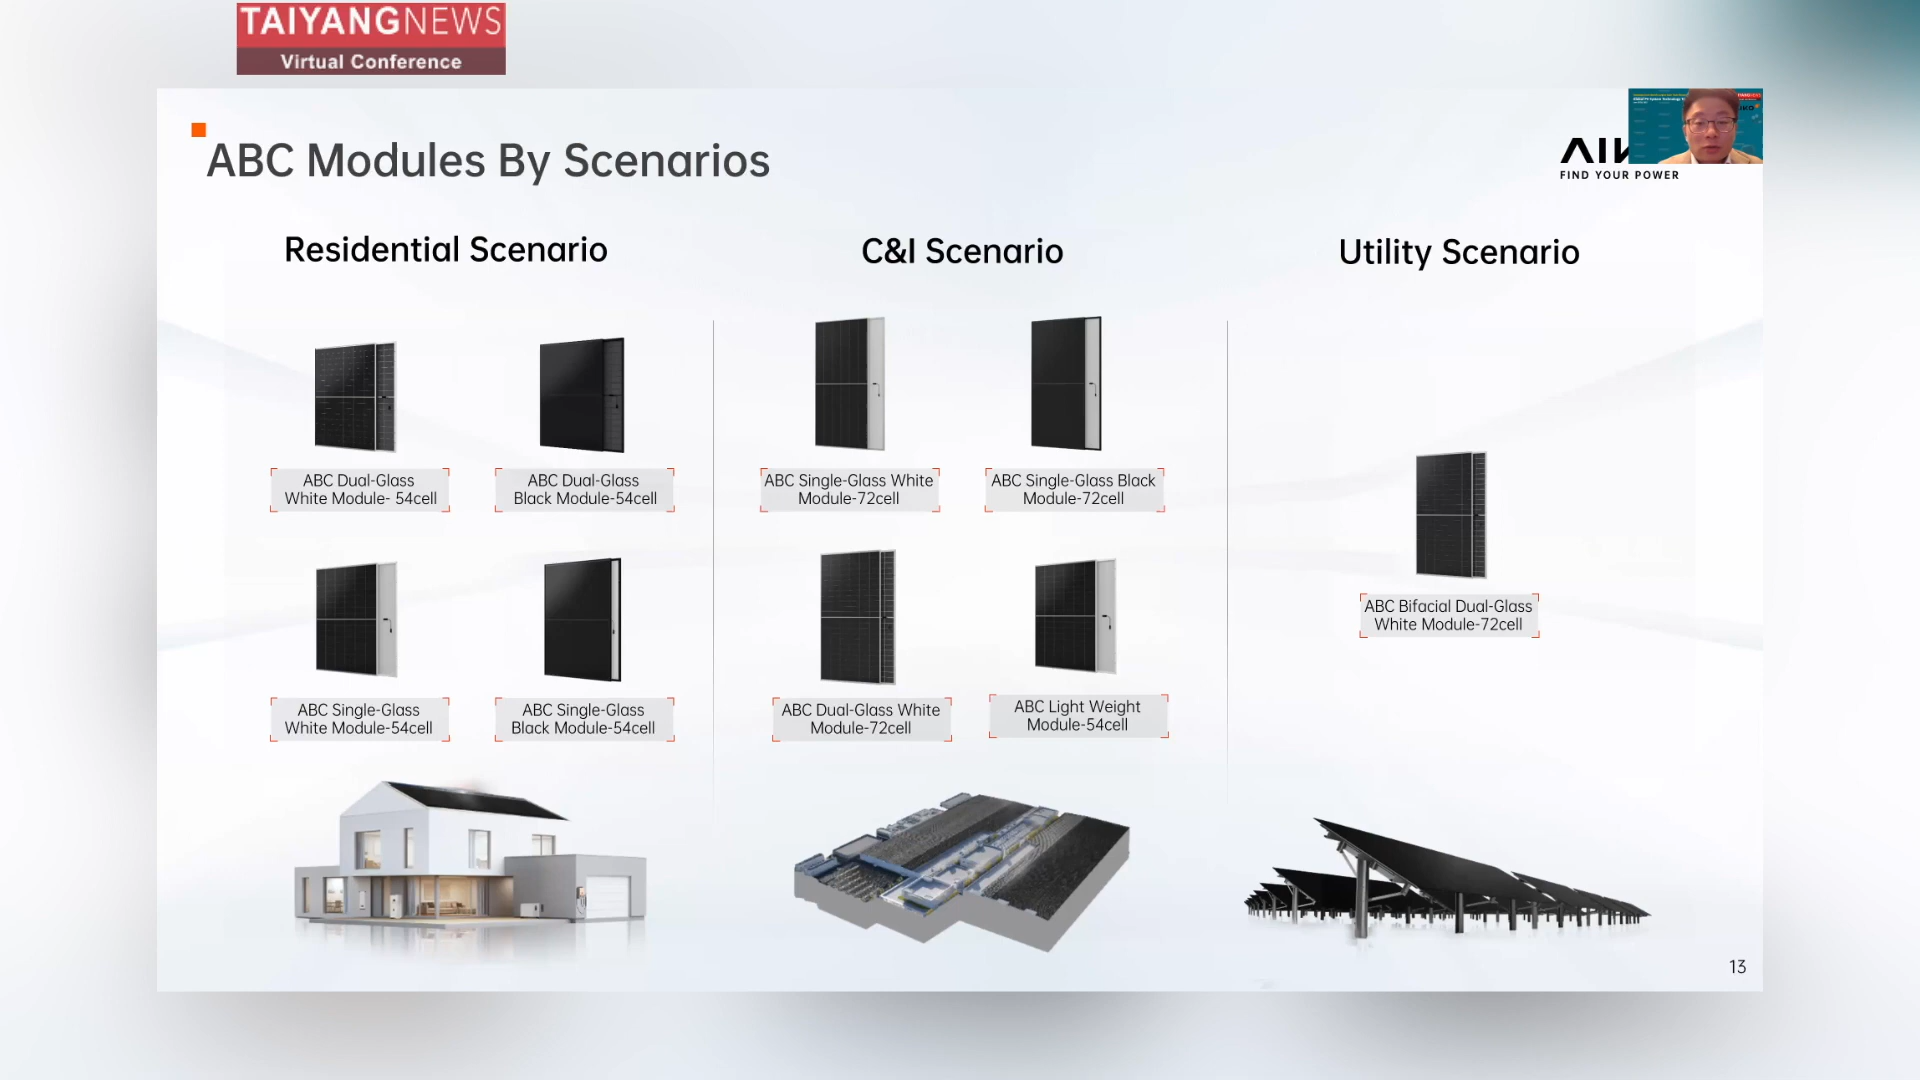 TAIYANGNEWS
Virtual Conference
ABC Modules By Scenarios
FIND YOUR POWER
Residential Scenario
C&I Scenario
Utility Scenario
ABC Dual-Glass
White Module- 54cell
ABC Dual-Glass
Black Module-54cell
ABC Single-Glass White
Module-72cell
ABC Single-Glass Black
Module-72cell
ABC Bifacial Dual-Glass
White Module-72cell
ABC Single-Glass
White Module-54cell
ABC Single-Glass
Black Module-54cell
ABC Dual-Glass White
Module-72cell
ABC Light Weight
Module-54cell
13